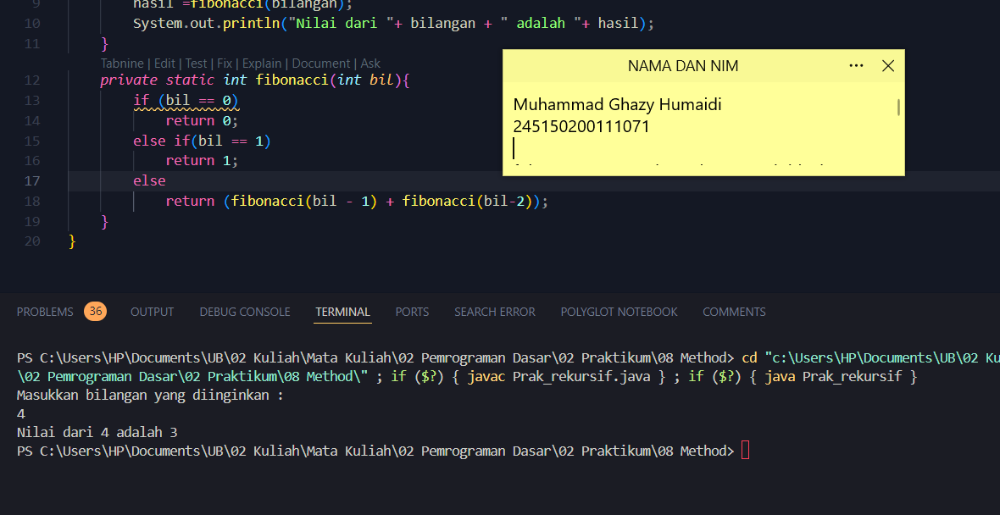 9 hasil =fibonacci(bilangan);
10 System.out.println("Nilai dari "+ bilangan + " adalah "+ hasil);
11 }
Tabnine | Edit | Test | Fix | Explain | Document | Ask
12 private static int fibonacci(int bil){
13 if (bil == 0)
14 return 0;
15 else if(bil == 1)
16 return 1;
17 else
18 return (fibonacci(bil - 1) + fibonacci(bil-2));
19 }
20 }
NAMA DAN NIM
Muhammad Ghazy Humaidi
245150200111071
PROBLEMS 36 OUTPUT DEBUG CONSOLE TERMINAL PORTS SEARCH ERROR POLYGLOT NOTEBOOK COMMENTS
PS C:\Users\HP\Documents\UB\02 Kuliah\Mata Kuliah\02 Pemrograman Dasar\02 Praktikum\08 Method> cd "c:\Users\HP\Documents\UB\02 Ku
\02 Pemrograman Dasar\02 Praktikum\08 Method\" ; if ($?) { javac Prak_rekursif.java } ; if ($?) { java Prak_rekursif }
Masukkan bilangan yang diinginkan :
4
Nilai dari 4 adalah 3
PS C:\Users\HP\Documents\UB\02 Kuliah\Mata Kuliah\02 Pemrograman Dasar\02 Praktikum\08 Method>